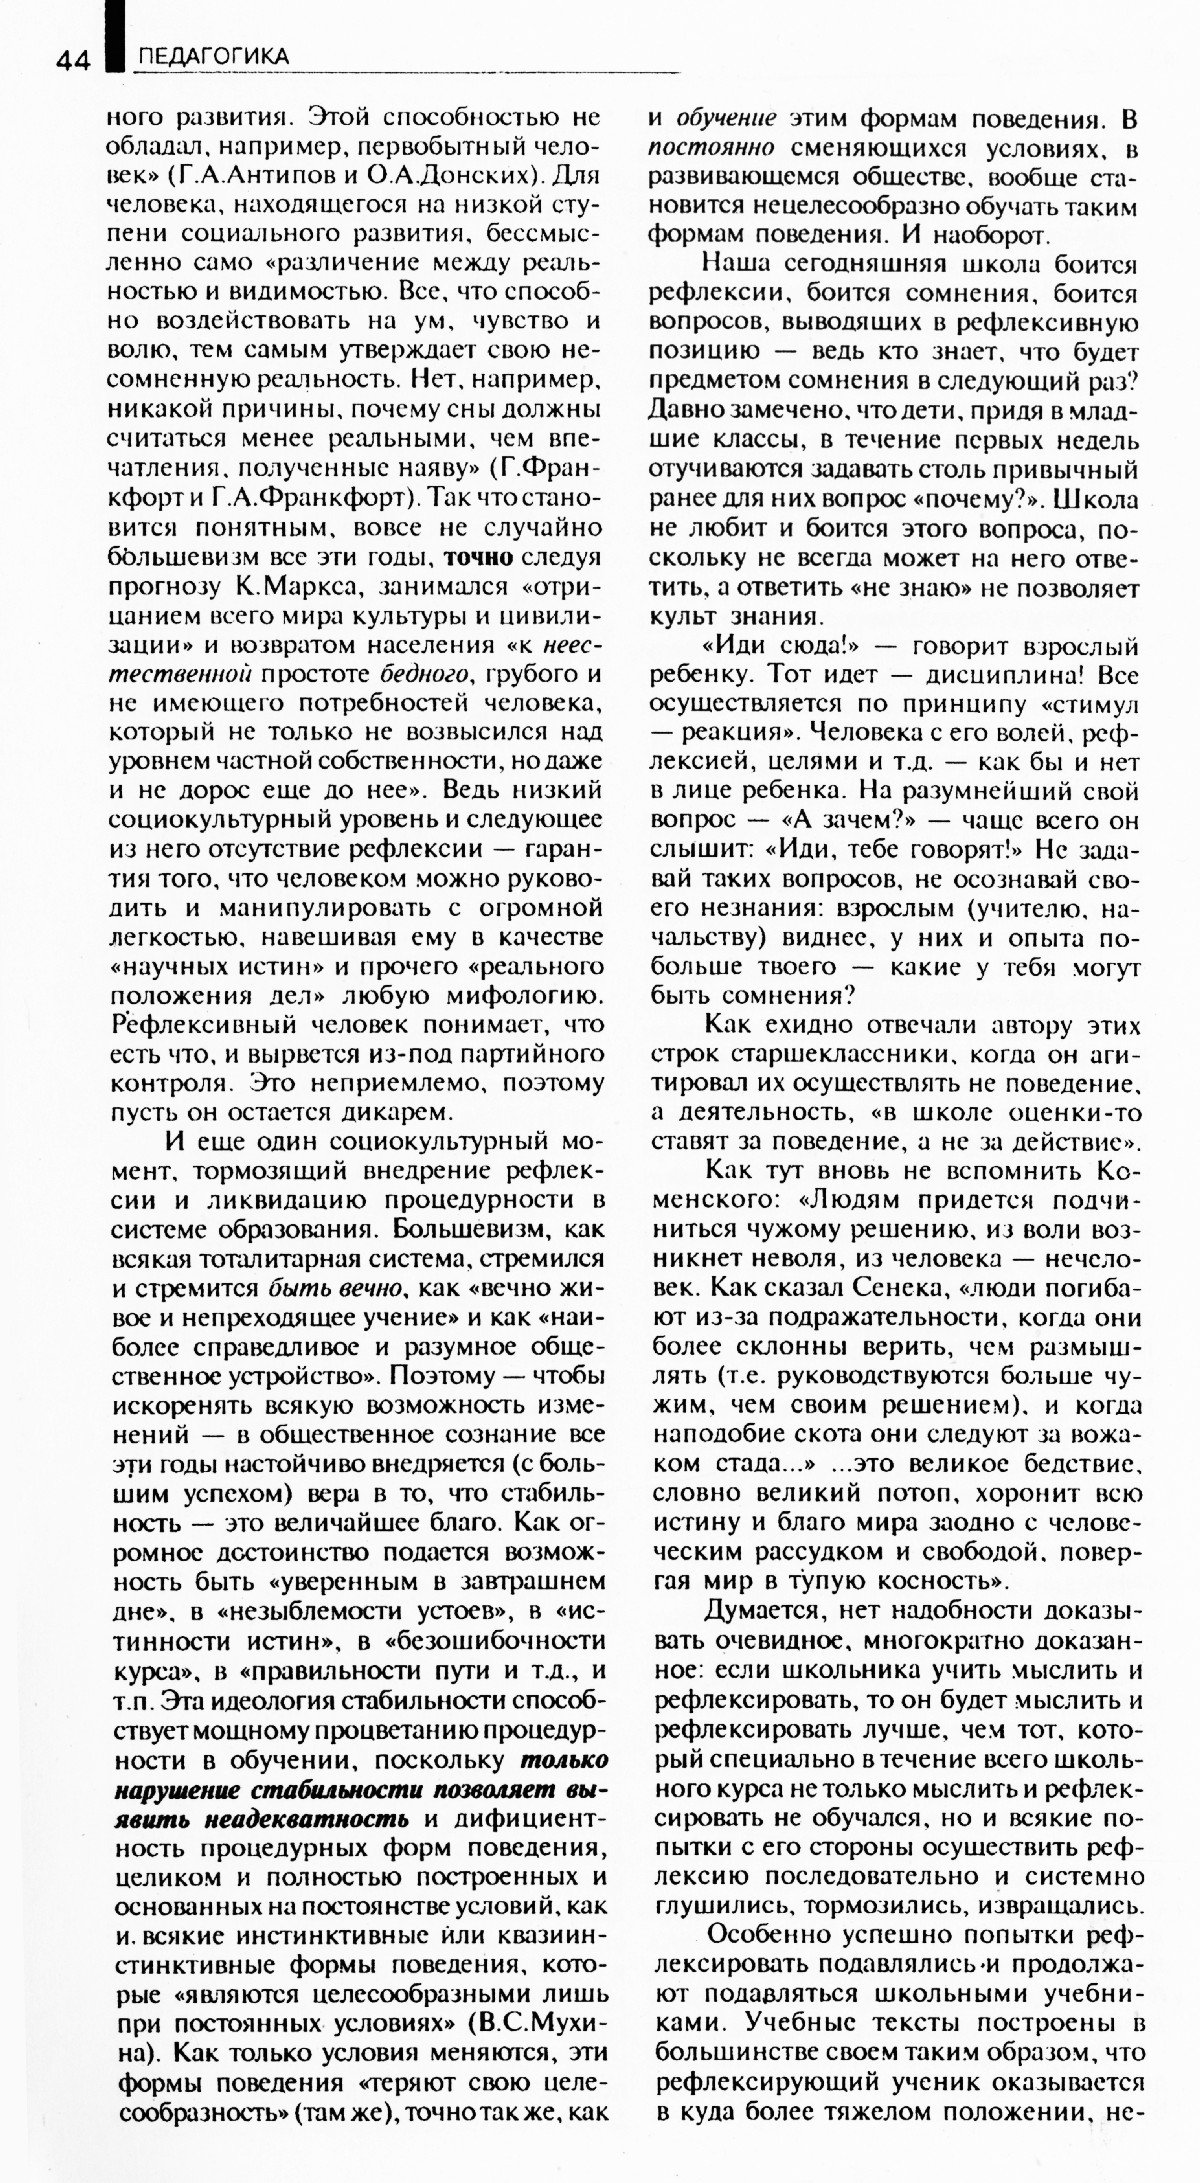 44
ПЕДАГОГИКА
ного развития. Этой способностью не
обладал, например, первобытный чело-
век» (Г.А.Антипов и О.А.Донских). Для
человека, находящегося на низкой сту-
пени социального развития, бессмыс-
ленно само «различение между реаль-
ностью и видимостью. Все, что способ-
но воздействовать на ум, чувство и
волю, тем самым утверждает свою не-
сомненную реальность. Нет, например,
никакой причины, почему сны должны
считаться менее реальными, чем впе-
чатления, полученные наяву» (Г.Фран-
кфорт и Г.А.Франкфорт). Так что стано-
вится понятным, вовсе не случайно
большевизм все эти годы, точно следуя
прогнозу К.Маркса, занимался «отри-
цанием всего мира культуры и цивили-
зации» и возвратом населения «к неес-
тественной простоте бедного, грубого и
не имеющего потребностей человека,
который не только не возвысился над
уровнем частной собственности, но даже
и не дорос еще до нее». Ведь низкий
социокультурный уровень и следующее
из него отсутствие рефлексии — гаран-
тия того, что человеком можно руково-
дить и манипулировать с огромной
легкостью, навешивая ему в качестве
«научных истин» и прочего «реального
положения дел» любую мифологию.
Рефлексивный человек понимает, что
есть что, и вырвется из-под партийного
контроля. Это неприемлемо, поэтому
пусть он остается дикарем.
И еще один социокультурный мо-
мент, тормозящий внедрение рефлек-
сии и ликвидацию процедурности в
системе образования. Большевизм, как
всякая тоталитарная система, стремился
и стремится быть вечно, как «вечно жи-
вое и непреходящее учение» и как «наи-
более справедливое и разумное обще-
ственное устройство». Поэтому — чтобы
искоренять всякую возможность изме-
нений — в общественное сознание все
эти годы настойчиво внедряется (с боль-
шим успехом) вера в то, что стабиль-
ность — это величайшее благо. Как ог-
ромное достоинство подается возмож-
ность быть «уверенным в завтрашнем
дне», в «незыблемости устоев», в «ис-
тинности истин», в «безошибочности
курса», в «правильности пути и т.д., и
т.п. Эта идеология стабильности способ-
ствует мощному процветанию процедур-
ности в обучении, поскольку только
нарушение стабильности позволяет вы-
явить неадекватность и дифициент-
ность процедурных форм поведения,
целиком и полностью построенных и
основанных на постоянстве условий, как
и. всякие инстинктивные или квазиин-
стинктивные формы поведения, кото-
рые «являются целесообразными лишь
при постоянных условиях» (В.С.Мухи-
на). Как только условия меняются, эти
формы поведения «теряют свою целе-
сообразность» (там же), точно так же, как
и обучение этим формам поведения. В
постоянно сменяющихся условиях, в
развивающемся обществе, вообще ста-
новится нецелесообразно обучать таким
формам поведения. И наоборот.
Наша сегодняшняя школа боится
рефлексии, боится сомнения, боится
вопросов, выводящих в рефлексивную
позицию — ведь кто знает, что будет
предметом сомнения в следующий раз?
Давно замечено, что дети, придя в млад-
шие классы, в течение первых недель
отучиваются задавать столь привычный
ранее для них вопрос «почему?». Школа
не любит и боится этого вопроса, по-
скольку не всегда может на него отве-
тить, а ответить «не знаю» не позволяет
культ знания.
«Иди сюда!» — говорит взрослый
ребенку. Тот идет — дисциплина! Все
осуществляется по принципу «стимул
— реакция». Человека с его волей, реф-
лексией, целями и т.д. — как бы и нет
в лице ребенка. На разумнейший свой
вопрос — «А зачем?» — чаще всего он
слышит: «Иди, тебе говорят!» Не зада-
вай таких вопросов, не осознавай сво-
его незнания: взрослым (учителю, на-
чальству) виднее, у них и опыта по-
больше твоего — какие у тебя могут
быть сомнения?
Как ехидно отвечали автору этих
строк старшеклассники, когда он аги-
тировал их осуществлять не поведение,
а деятельность, «в школе оценки-то
ставят за поведение, а не за действие».
Как тут вновь не вспомнить Ко-
менского: «Людям придется подчи-
ниться чужому решению, из воли воз-
никнет неволя, из человека — нечело-
век. Как сказал Сенека, «люди погиба-
ют из-за подражательности, когда они
более склонны верить, чем размыш-
лять (т.е. руководствуются больше чу-
жим, чем своим решением), и когда
наподобие скота они следуют за вожа-
ком стада...» ...это великое бедствие,
словно великий потоп, хоронит всю
истину и благо мира заодно с челове-
ческим рассудком и свободой, повер-
гая мир в тупую косность».
Думается, нет надобности доказы-
вать очевидное, многократно доказан-
ное: если школьника учить мыслить и
рефлексировать, то он будет мыслить и
рефлексировать лучше, чем тот, кото-
рый специально в течение всего школь-
ного курса не только мыслить и рефлек-
сировать не обучался, но и всякие по-
пытки с его стороны осуществить реф-
лексию последовательно и системно
глушились, тормозились, извращались.
Особенно успешно попытки реф-
лексировать подавлялись и продолжа-
ют подавляться школьными учебни-
ками. Учебные тексты построены в
большинстве своем таким образом, что
рефлексирующий ученик оказывается
в куда более тяжелом положении, не-